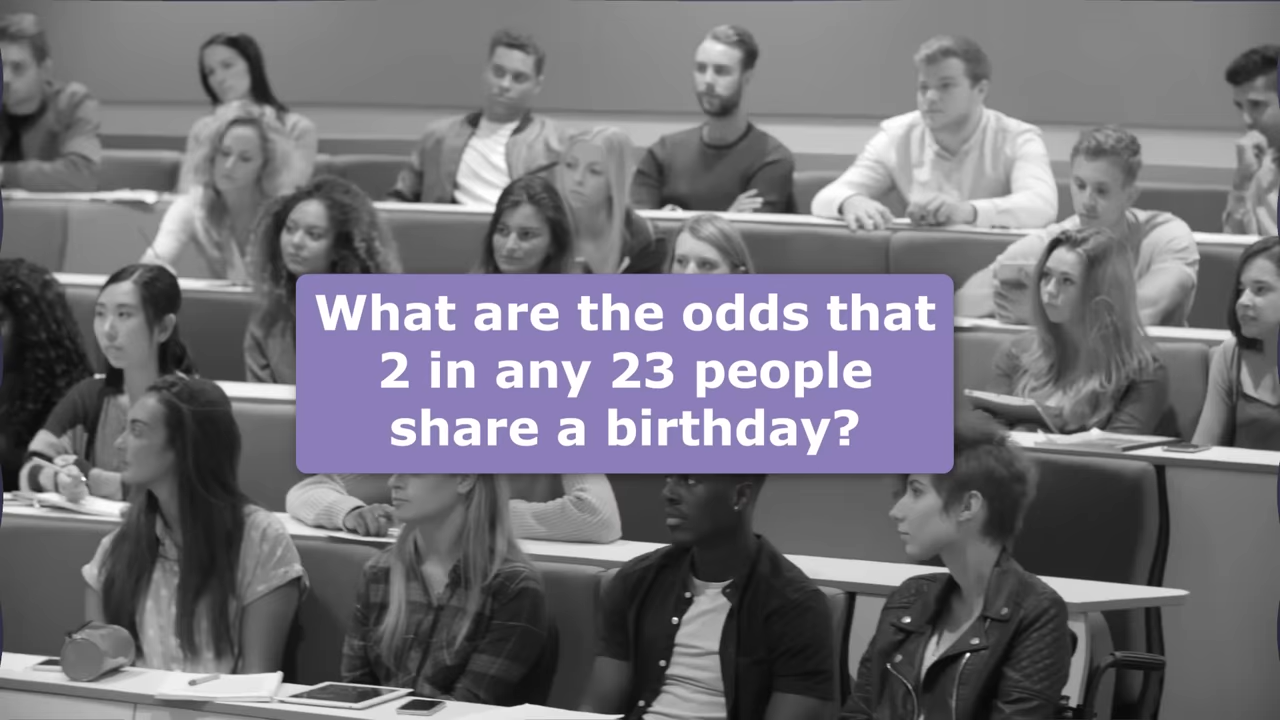 What are the odds that
2 in any 23 people
share a birthday?